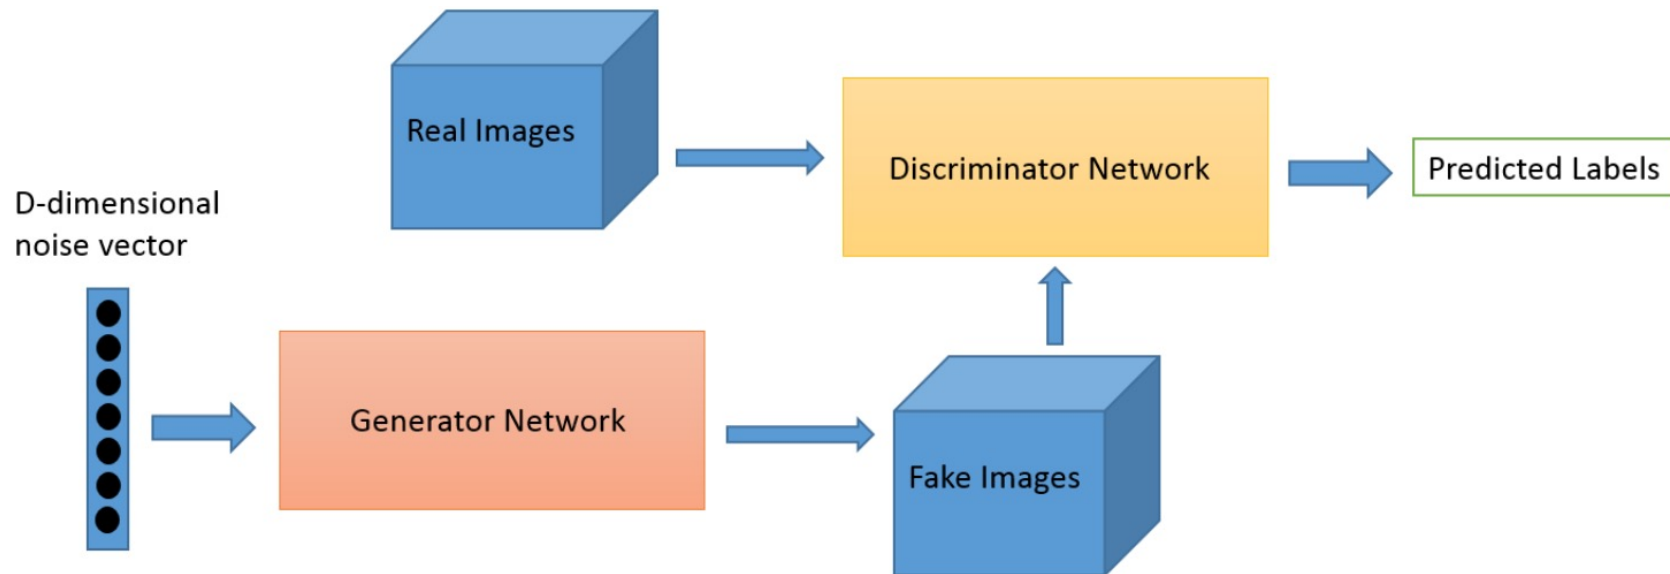 Real Images
Discriminator Network
Predicted Labels
D-dimensional
noise vector
Generator Network
Fake Images